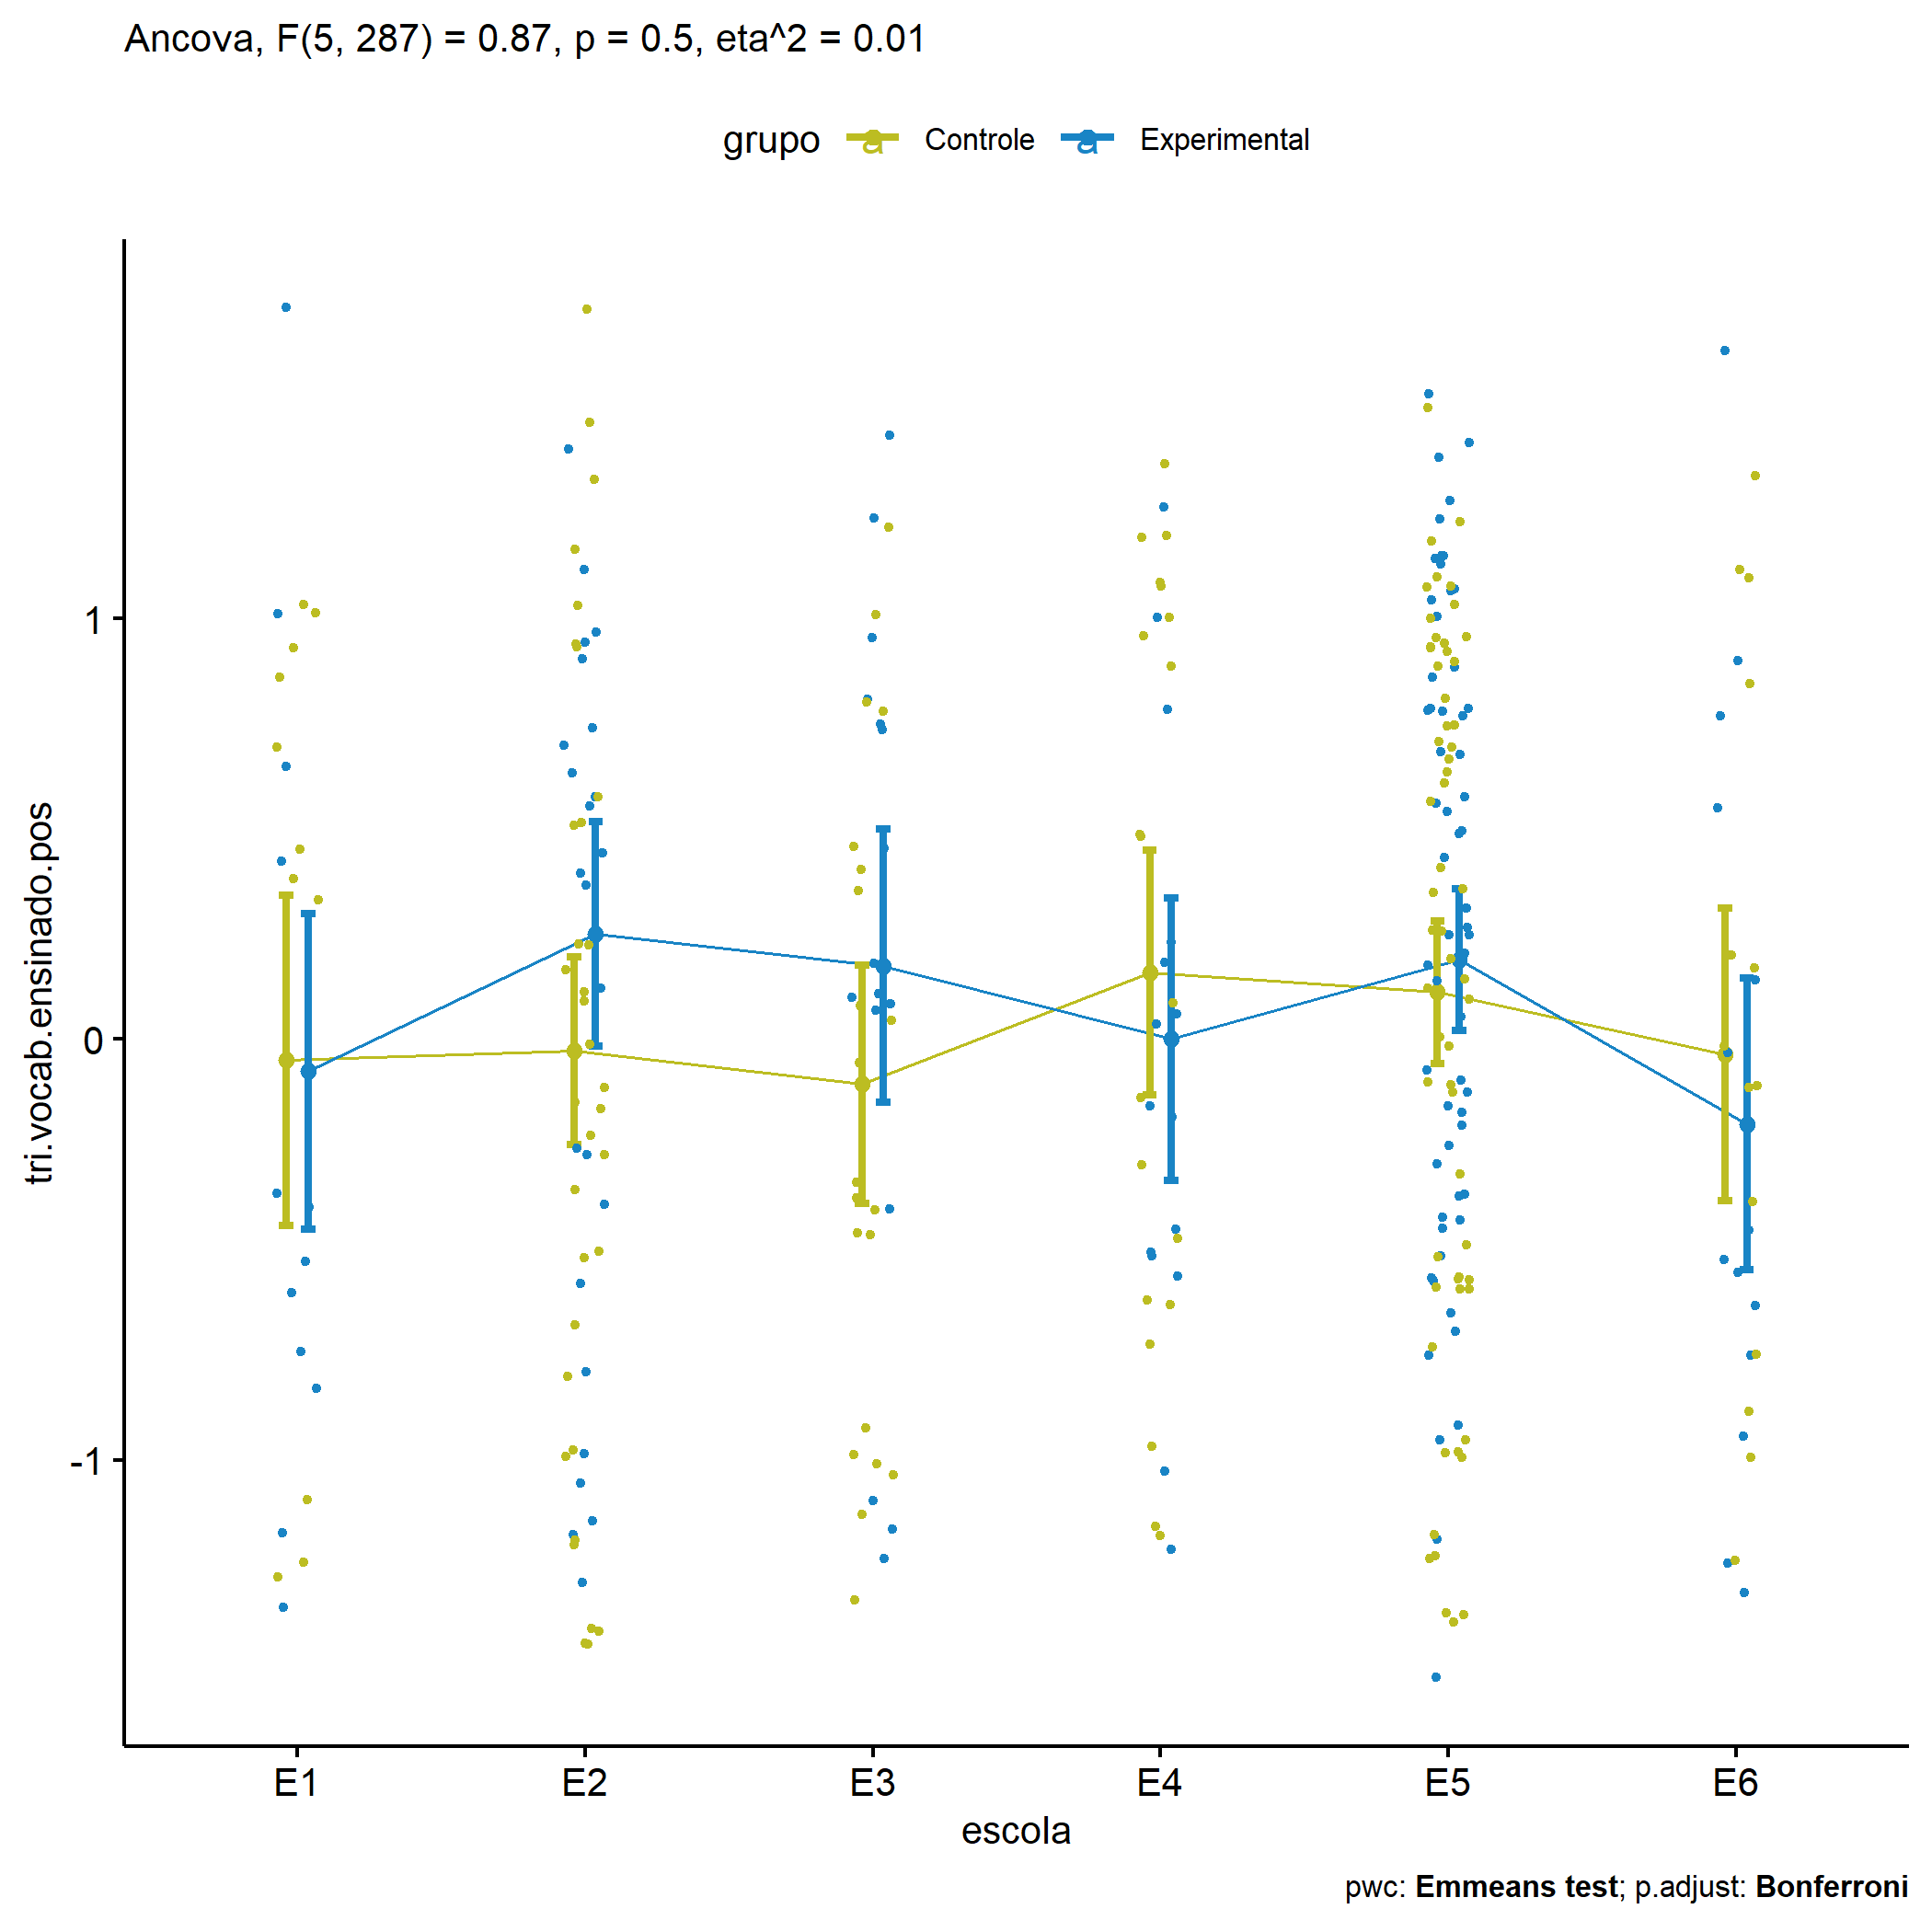 Ancova, F(5, 287) = 0.87, p = 0.5, eta^2 = 0.01
grupo a Controle a Experimental
tri.vocab.ensinado.pos
1
0
-1
E1 E2 E3 E4 E5 E6
escola
pwc: Emmeans test; p.adjust: Bonferroni